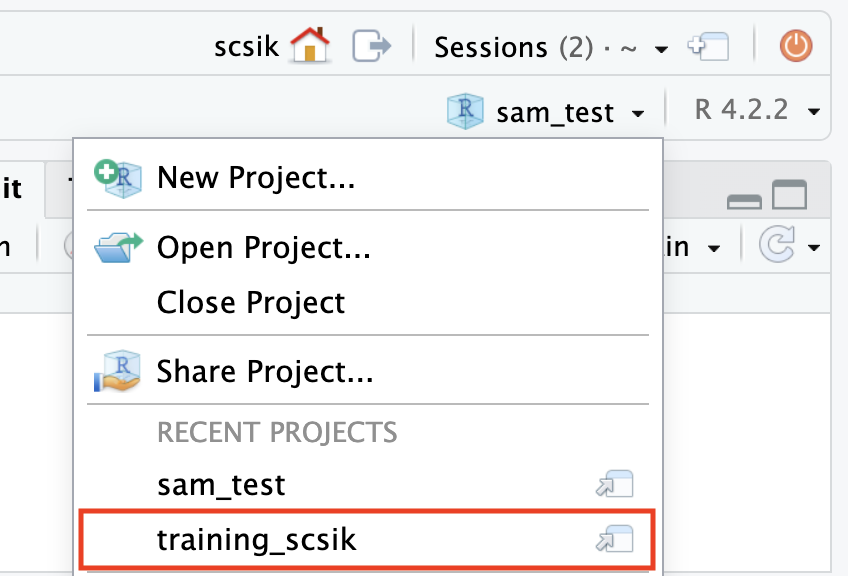 scsik Sessions (2) · ~
sam_test R 4.2.2
it
New Project...
Open Project...
in
Close Project
Share Project...
RECENT PROJECTS
sam_test
training_scsik